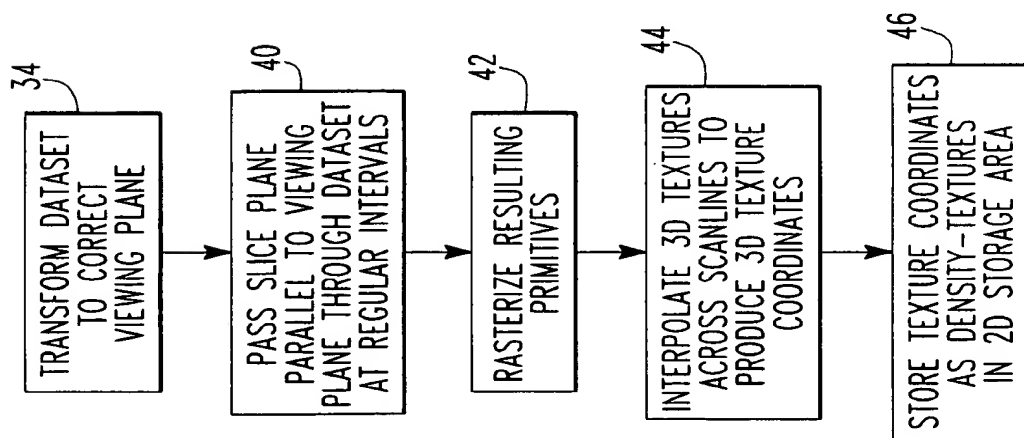 34
TRANSFORM DATASET
TO CORRECT
VIEWING PLANE
40
PASS SLICE PLANE
PARALLEL TO VIEWING
PLANE THROUGH DATASET
AT REGULAR INTERVALS
42
RASTERIZE RESULTING
PRIMITIVES
44
INTERPOLATE 3D TEXTURES
ACROSS SCANLINES TO
PRODUCE 3D TEXTURE
COORDINATES
46
STORE TEXTURE COORDINATES
AS DENSITY-TEXTURES
IN 2D STORAGE AREA